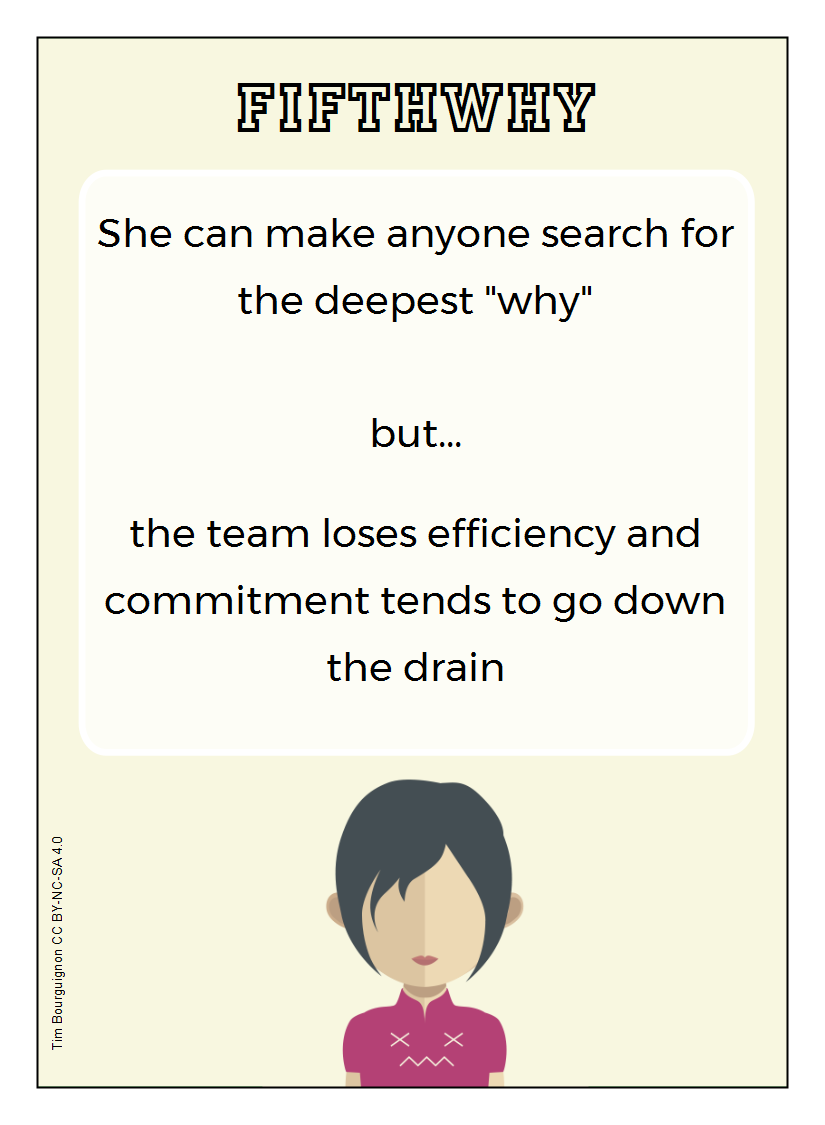 FIFTHWHY
She can make anyone search for
the deepest "why"
but...
the team loses efficiency and
commitment tends to go down
the drain
Tim Bourguignon CC BY-NC-SA 4.0